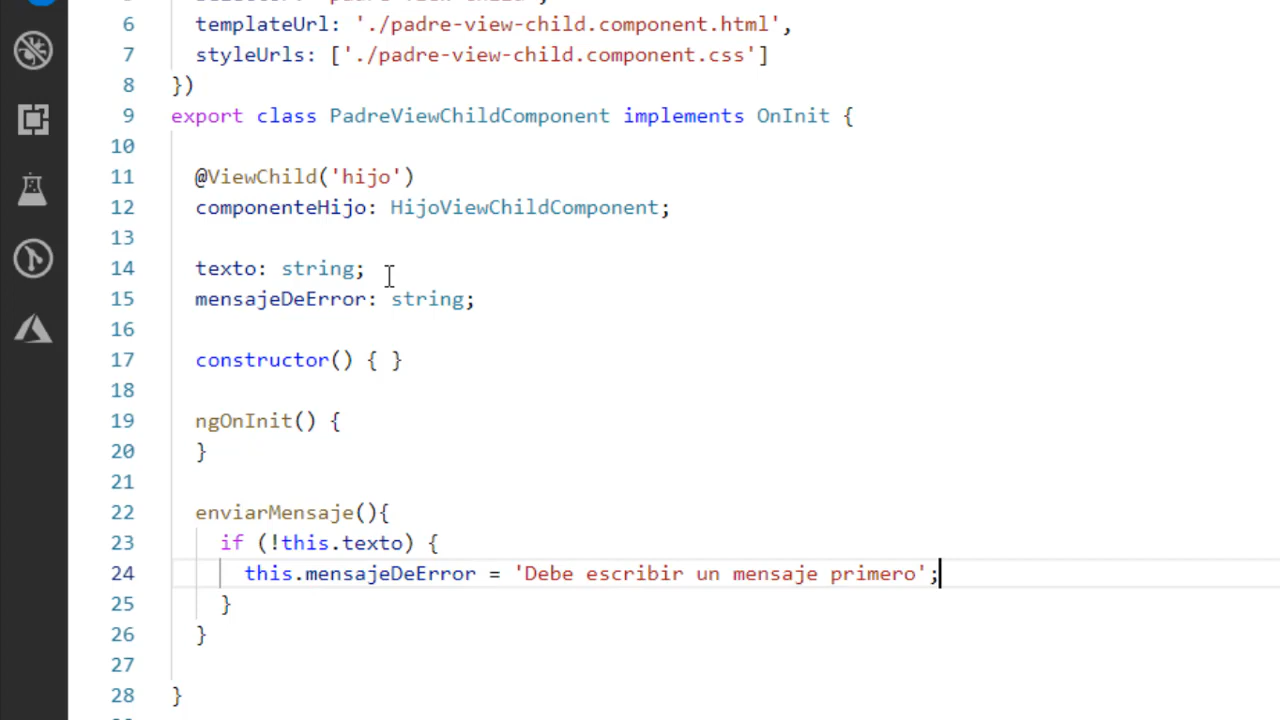 6 templateUrl: './padre-view-child.component.html',
7 styleUrls: ['./padre-view-child.component.css']
8 })
9 export class PadreViewChildComponent implements OnInit {
10
11 @ViewChild('hijo')
12 componenteHijo: HijoViewChildComponent;
13
14 texto: string;
15 mensajeDeError: string;
16
17 constructor() { }
18
19 ngOnInit() {
20 }
21
22 enviarMensaje(){
23 if (!this.texto) {
24 this.mensajeDeError = 'Debe escribir un mensaje primero';
25 }
26 }
27
28 }